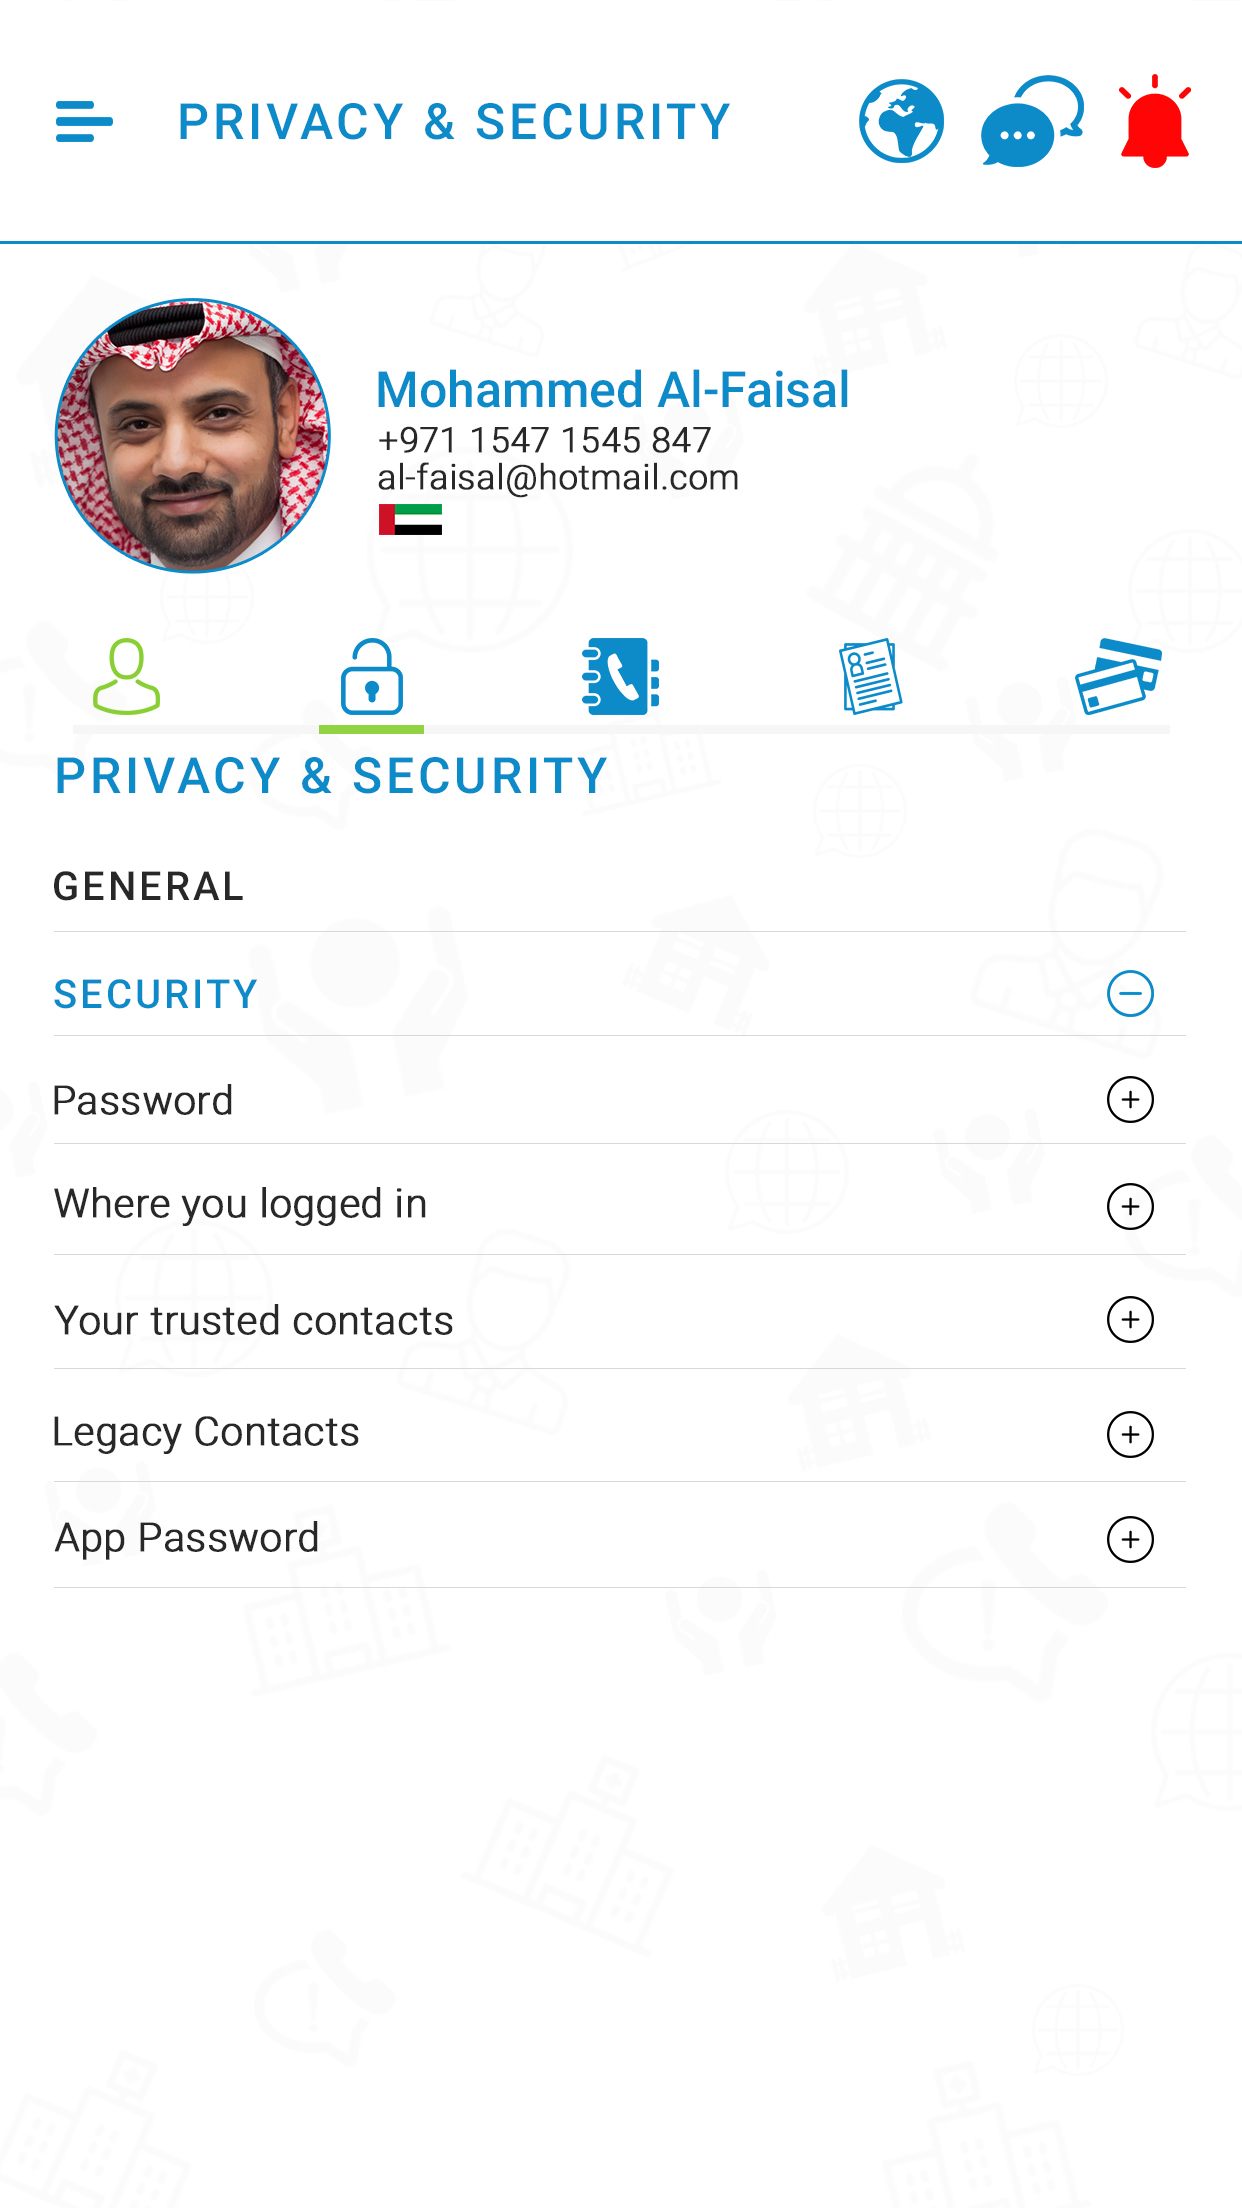 PRIVACY & SECURITY
Mohammed Al-Faisal
+971 1547 1545 847
al-faisal@hotmail.com
PRIVACY & SECURITY
GENERAL
SECURITY
Password
Where you logged in
Your trusted contacts
Legacy Contacts
App Password